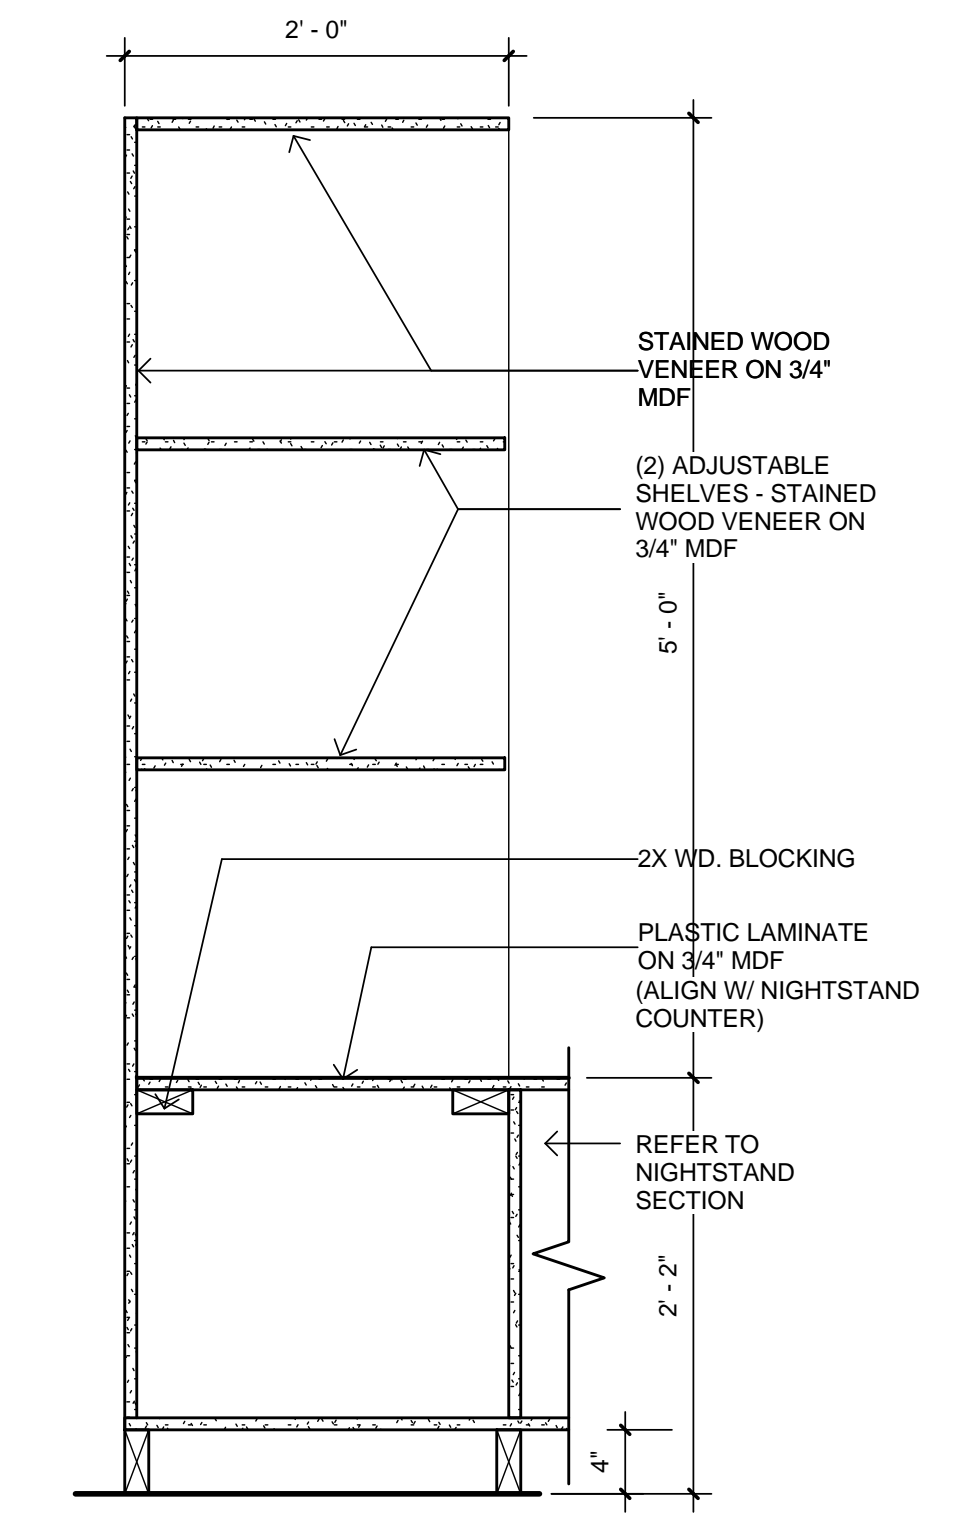 2' - 0"
STAINED WOOD
VENEER ON 3/4"
MDF
(2) ADJUSTABLE
SHELVES - STAINED
WOOD VENEER ON
3/4" MDF
5' - 0"
2X WD. BLOCKING
PLASTIC LAMINATE
ON 3/4" MDF
(ALIGN W/ NIGHTSTAND
COUNTER)
REFER TO
NIGHTSTAND
SECTION
2' - 2"
4"